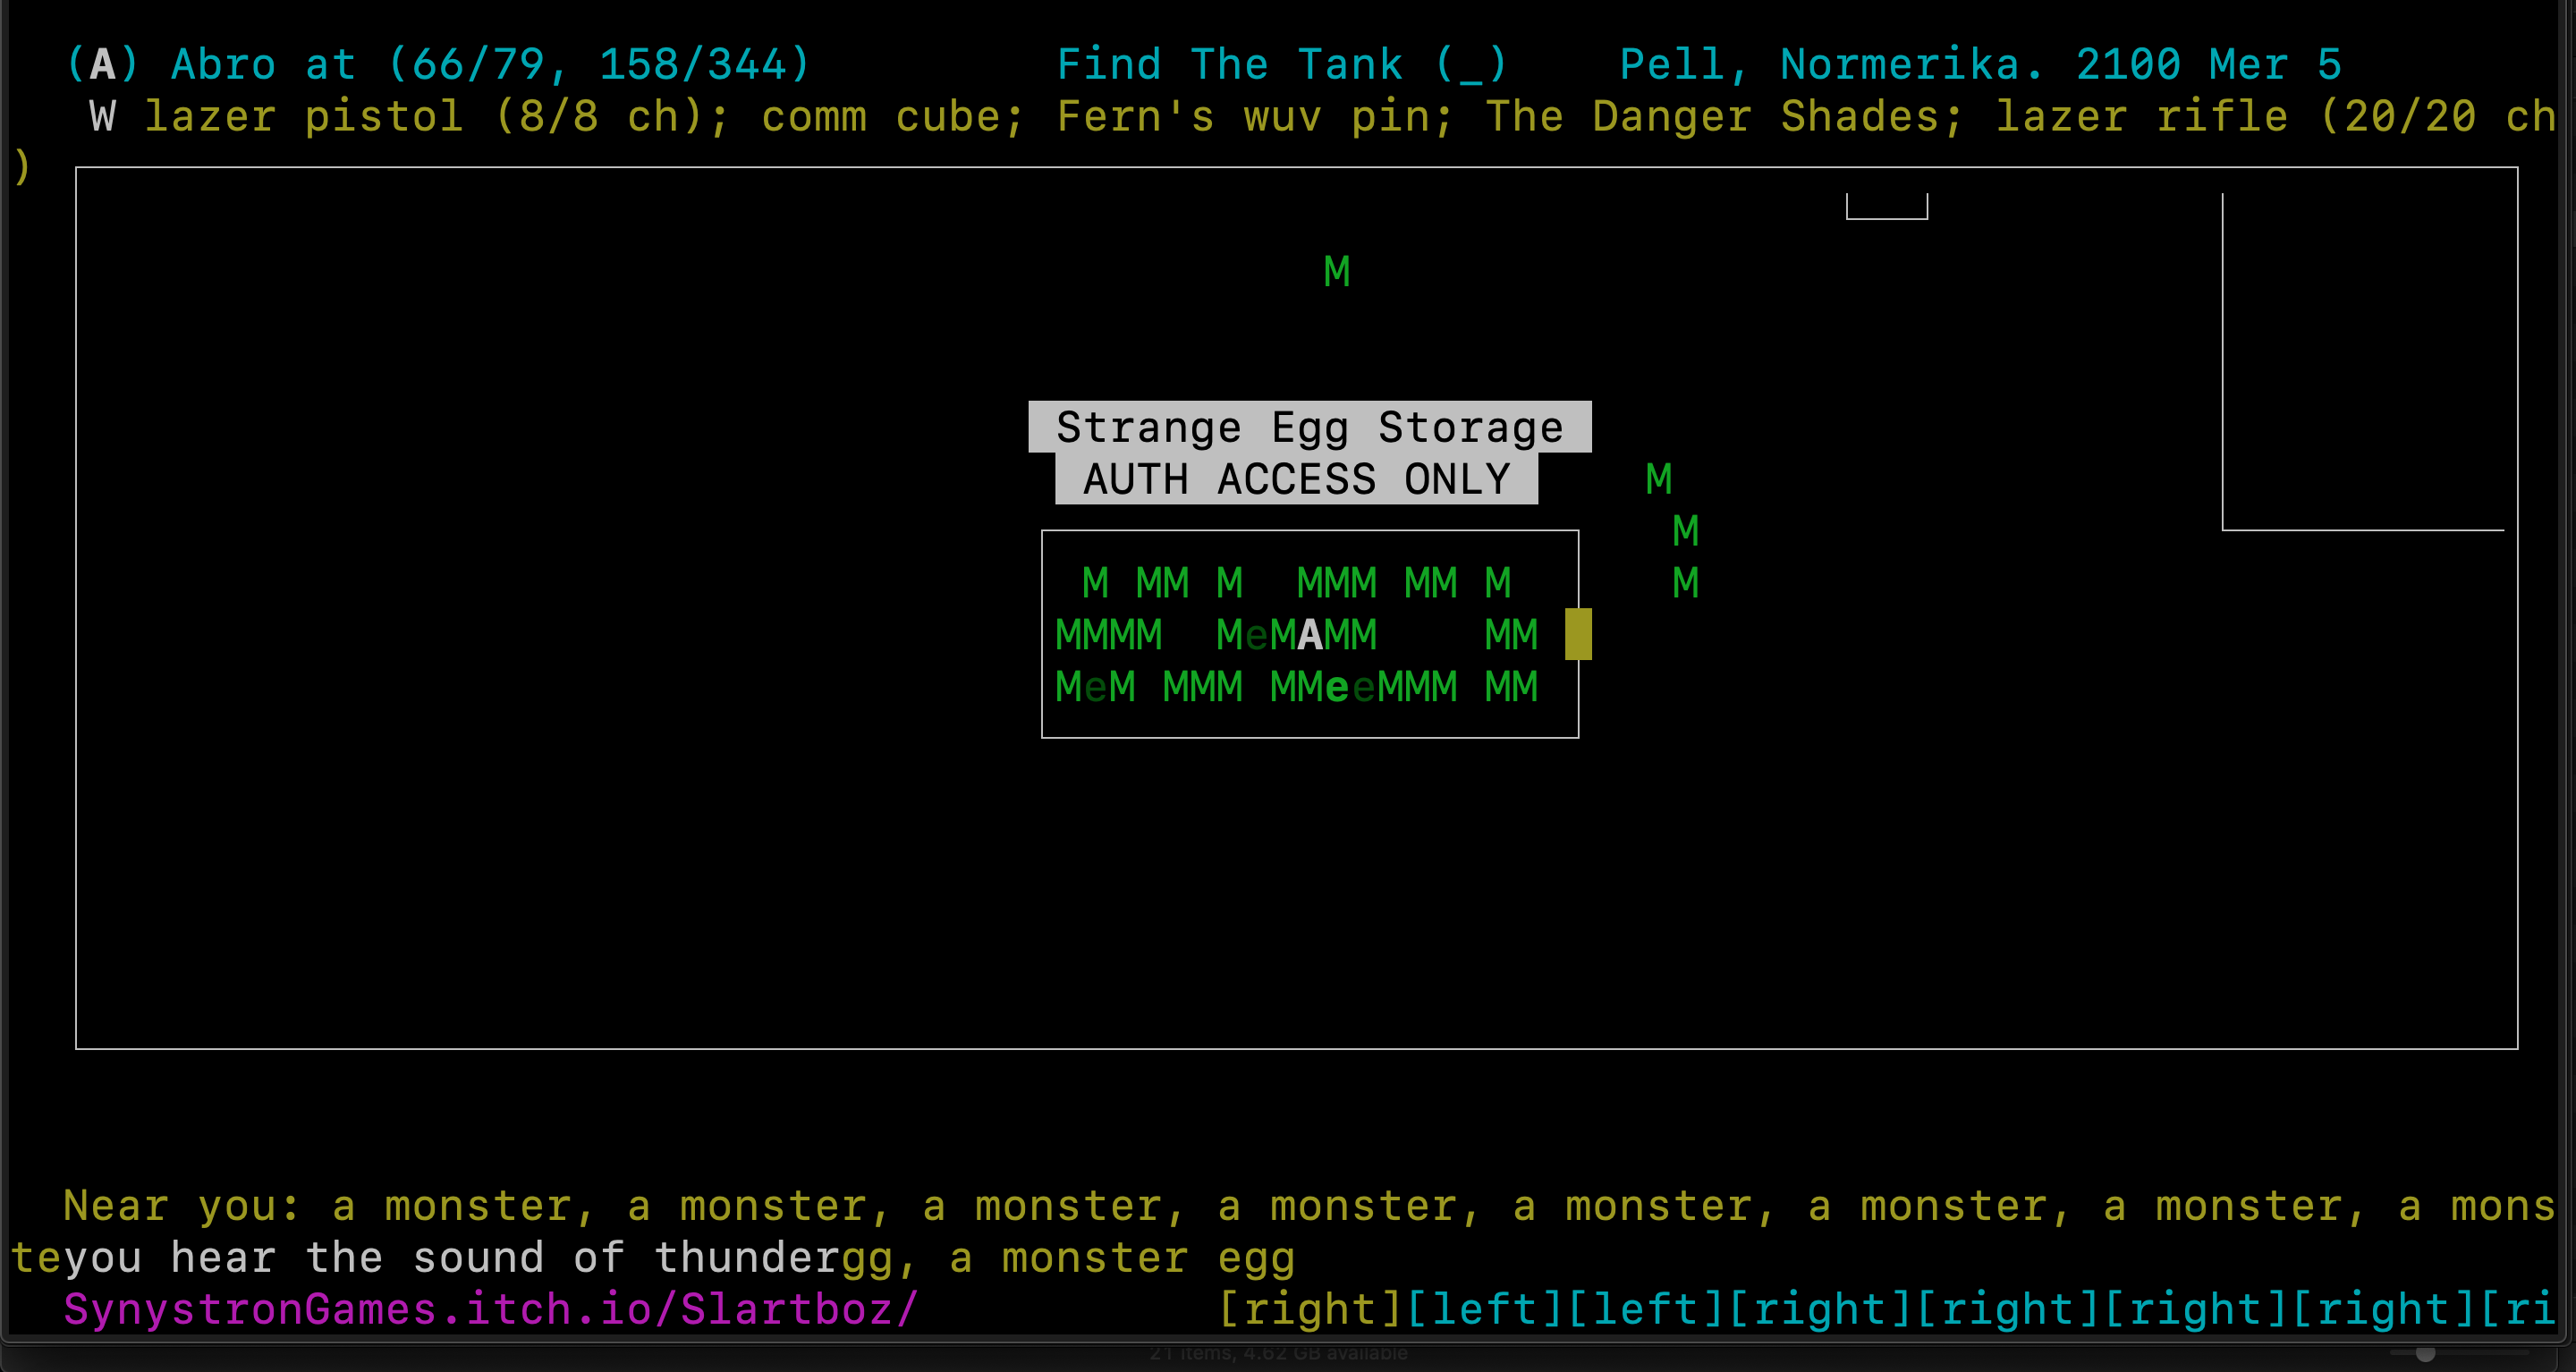 (A) Abro at (66/79, 158/344) Find The Tank (_) Pell, Normerika. 2100 Mer 5
W lazer pistol (8/8 ch); comm cube; Fern's wuv pin; The Danger Shades; lazer rifle (20/20 ch
)
M
Strange Egg Storage
AUTH ACCESS ONLY
M
M
M MM M MMM MM M M
MMMM MeMAMM MM
MeM MMM MMeeMMM MM
Near you: a monster, a monster, a monster, a monster, a monster, a monster, a monster, a mons
teyou hear the sound of thundergg, a monster egg
SynystronGames.itch.io/Slartboz/ [right][left][left][right][right][right][right][ri
21 items, 4.62 GB available